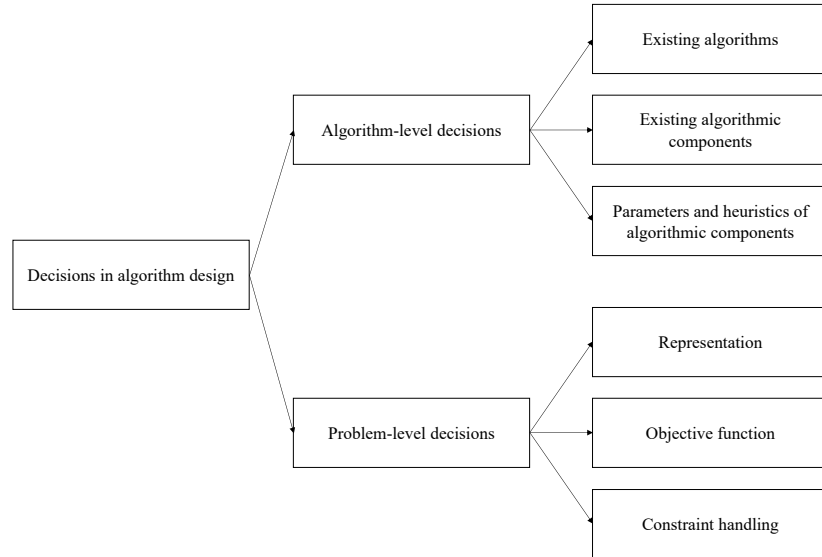 Existing algorithms
Algorithm-level decisions
Existing algorithmic
components
Parameters and heuristics of
algorithmic components
Decisions in algorithm design
Representation
Problem-level decisions
Objective function
Constraint handling